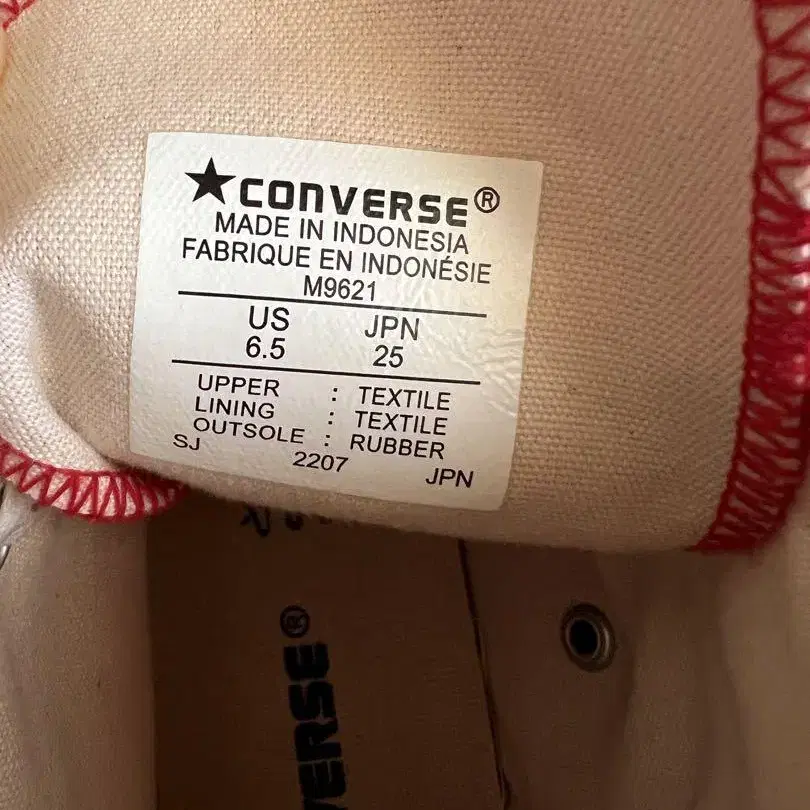 ★CONVERSE®
MADE IN INDONESIA
FABRIQUE EN INDONÉSIE
M9621
US JPN
6.5 25
UPPER : TEXTILE
LINING : TEXTILE
OUTSOLE : RUBBER
SJ 2207 JPN
VERSE®